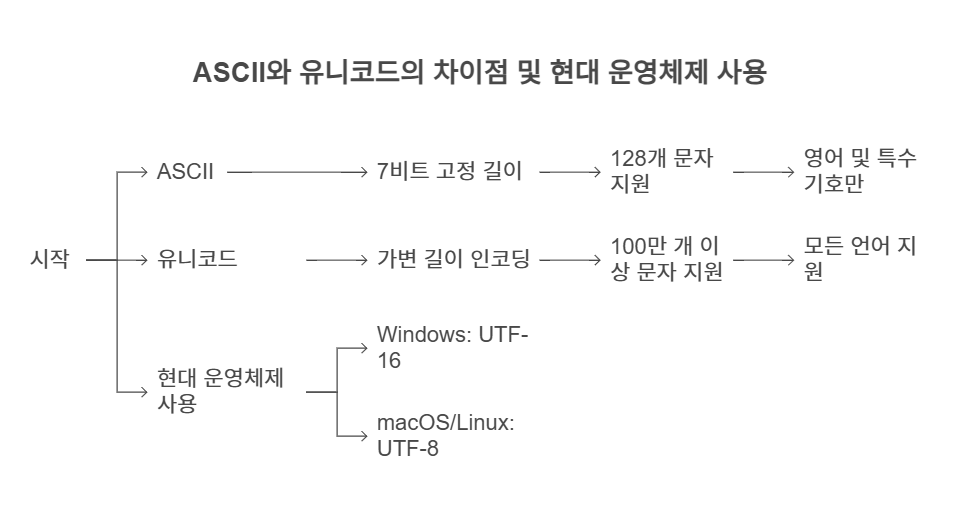 ASCII와 유니코드의 차이점 및 현대 운영체제 사용
시작
ASCII
7비트 고정 길이
128개 문자
지원
영어 및 특수
기호만
유니코드
가변 길이 인코딩
100만 개 이
상 문자 지원
모든 언어 지
원
현대 운영체제
사용
Windows: UTF-
16
macOS/Linux:
UTF-8